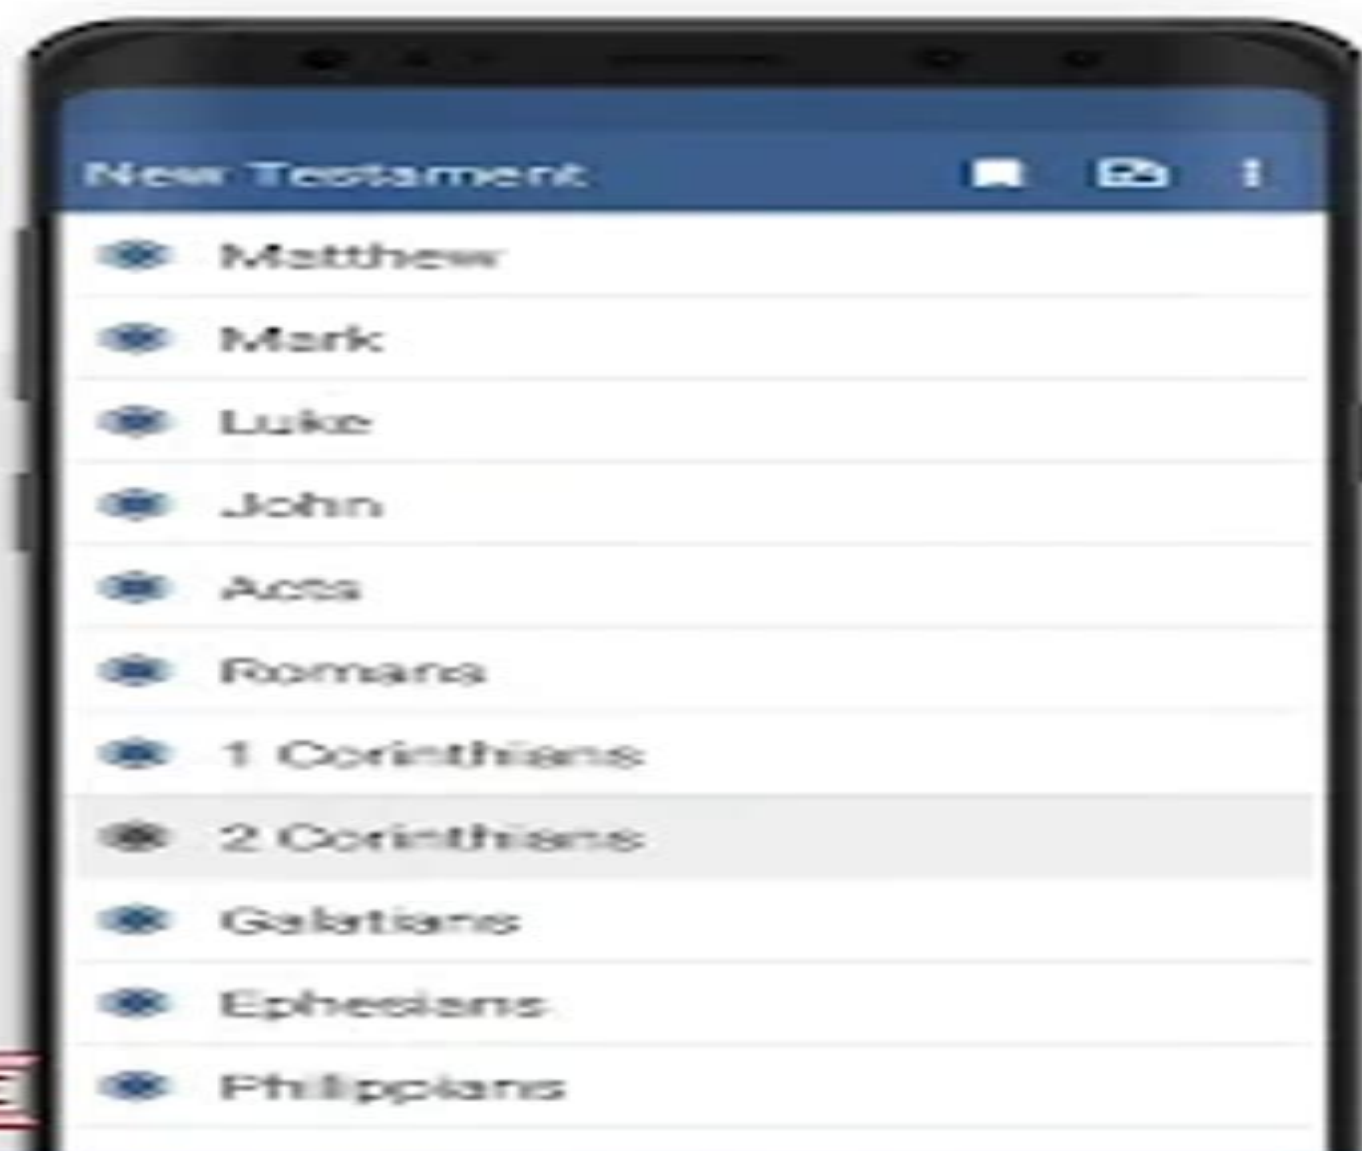 New Testament
Matthew
Mark
Luke
John
Acts
Romans
1 Corinthians
2 Corinthians
Galatians
Ephesians
Philippians